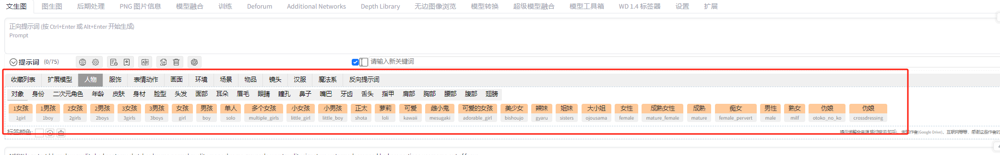 文生图 图生图 后期处理 PNG 图片信息 模型融合 训练 Deforum Additional Networks Depth Library 无边图像浏览 模型转换 超级模型融合 模型工具箱 WD 1.4 标签器 设置 扩展
正向提示词 (按 Ctrl+Enter 或 Alt+Enter 开始生成)
Prompt
提示词 (0/75) 请输入新关键词
收藏列表 扩展模型 人物 服饰 表情动作 画面 环境 场景 物品 镜头 汉服 魔法系 反向提示词
对象 身份 二次元角色 年龄 皮肤 身材 脸型 头发 面部 耳朵 眉毛 眼睛 瞳孔 鼻子 嘴巴 牙齿 舌头 指甲 肩部 胸部 腰部 腹部 翅膀
1女孩 1男孩 2女孩 2男孩 3女孩 3男孩 女孩 男孩 单人 多个女孩 小女孩 小男孩 正太 萝莉 可爱 雌小鬼 可爱的女孩 美少女 辣妹 姐妹 大小姐 女性 成熟女性 成熟 痴女 男性 熟女 伪娘 伪娘
1girl 1boy 2girls 2boys 3girls 3boys girl boy solo multiple_girls little_girl little_boy shota loli kawaii mesugaki adorable_girl bishoujo gyaru sisters ojousama female mature_female mature female_pervert male milf otoko_no_ko crossdressing
标签颜色: